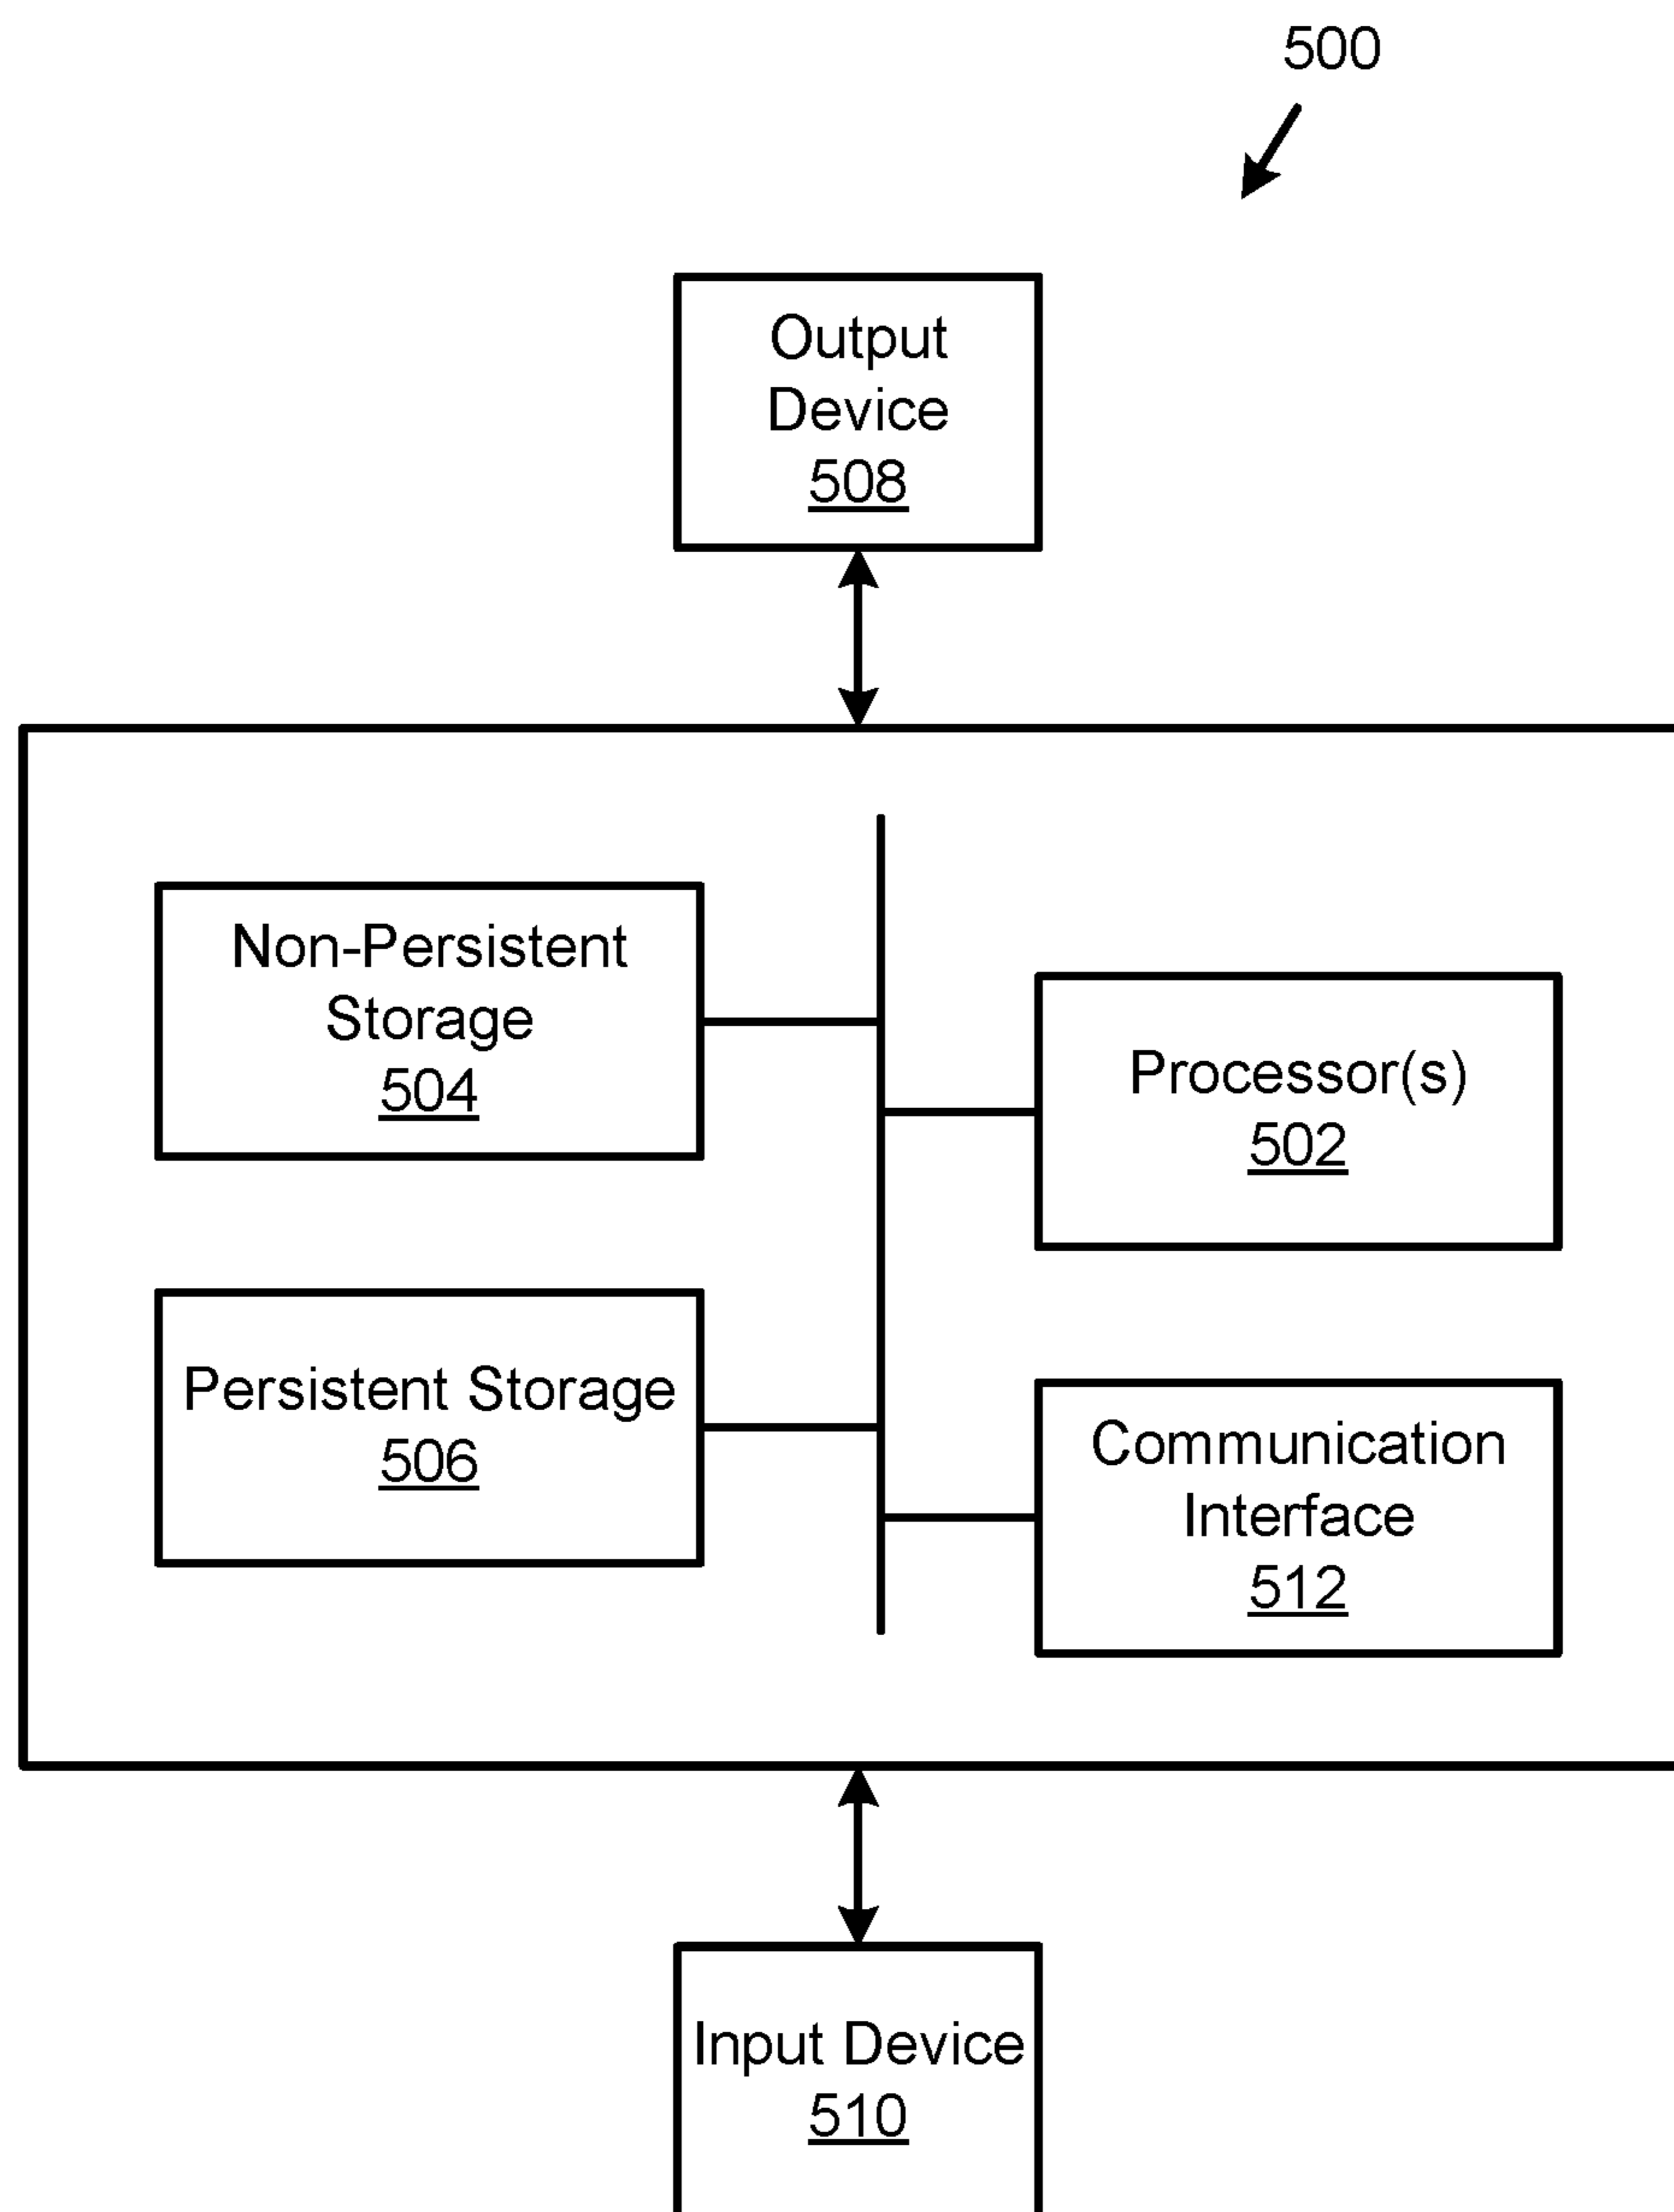 500
Output
Device
508
Non-Persistent
Storage
504
Processor(s)
502
Persistent Storage
506
Communication
Interface
512
Input Device
510